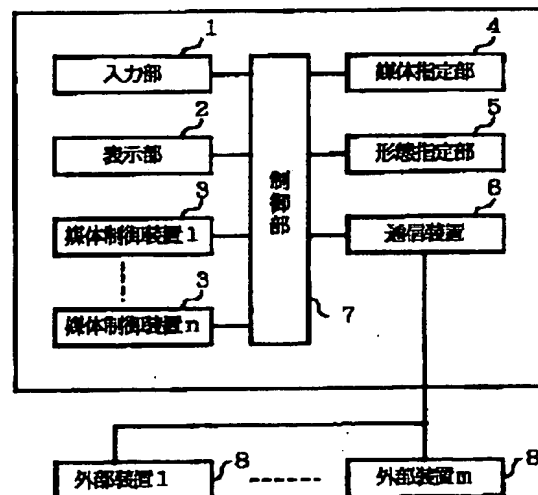 1
4
入力部
媒体指定部
2
5
表示部
形態指定部
3
6
媒体制御装置1
制御部
通信装置
3
7
媒体制御装置n
外部装置1
8
外部装置m
8